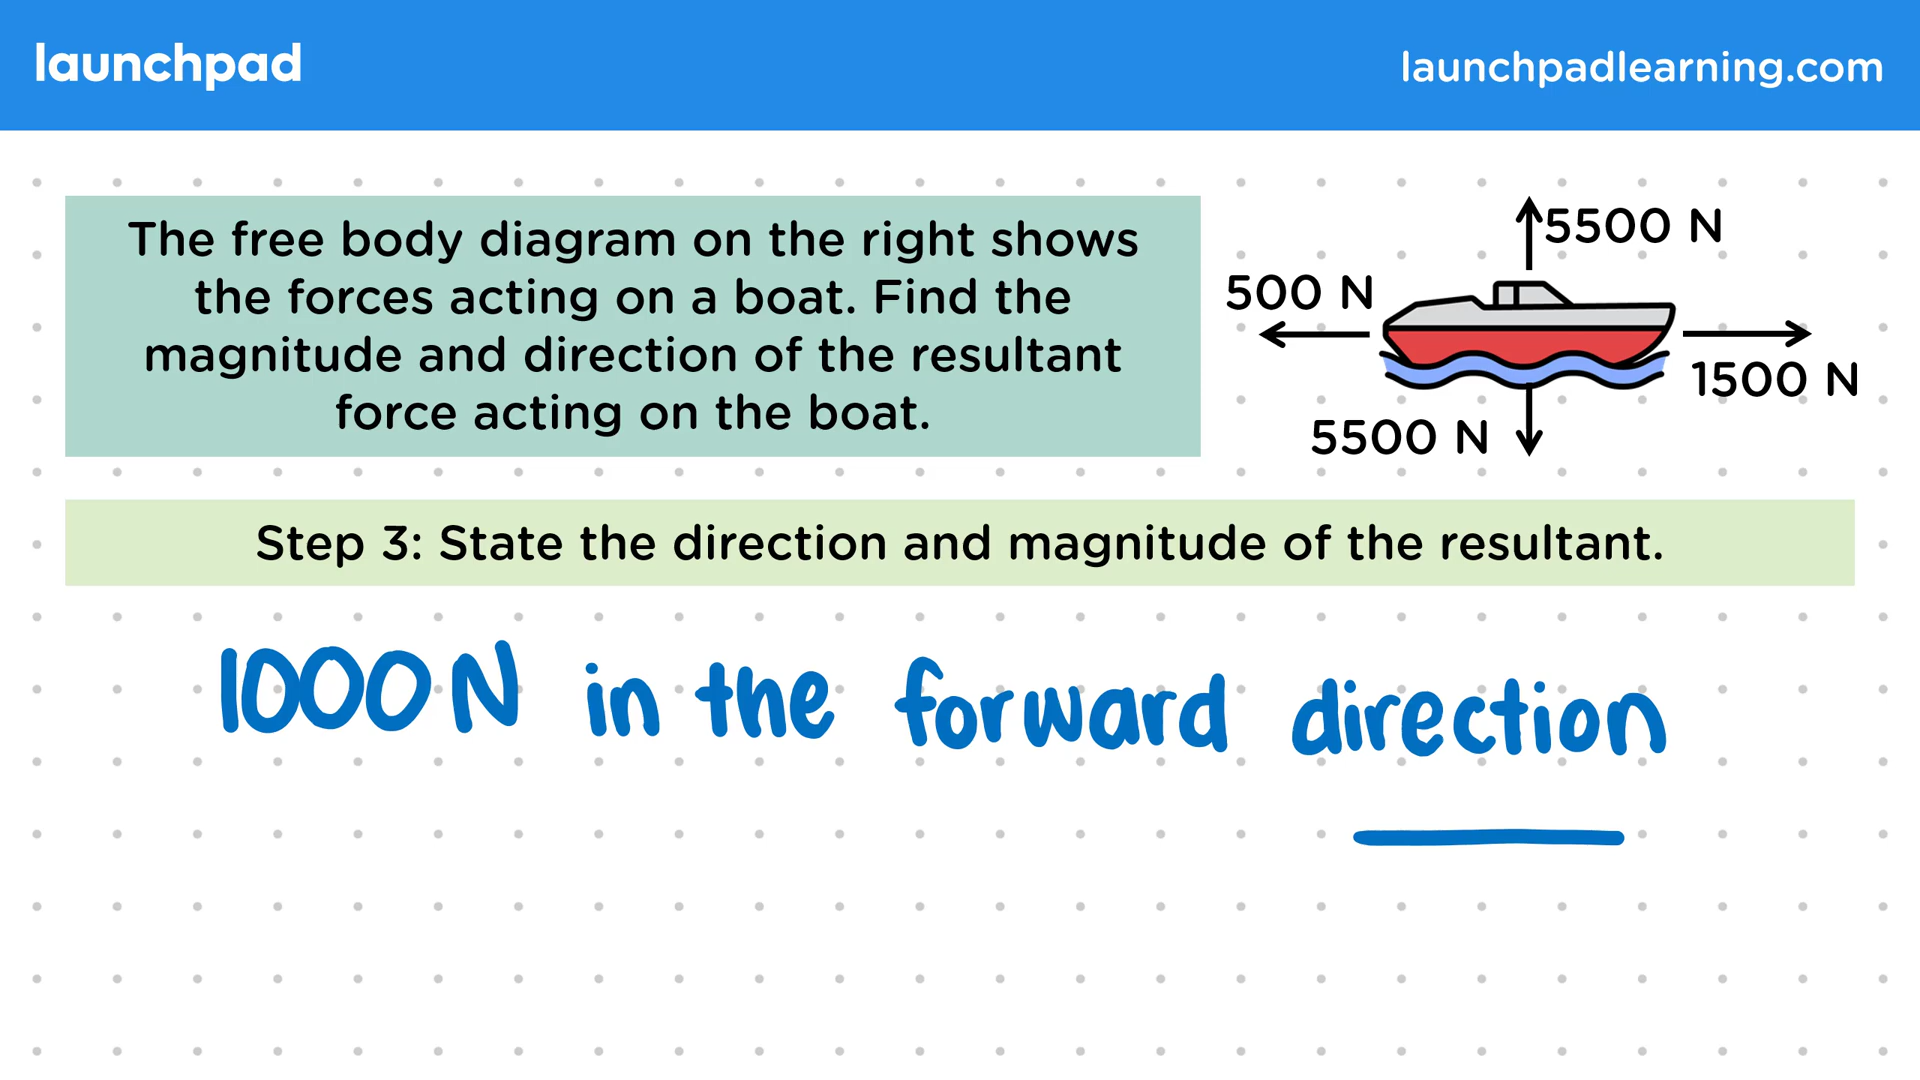 launchpad
launchpadlearning.com
The free body diagram on the right shows
the forces acting on a boat. Find the
magnitude and direction of the resultant
force acting on the boat.
5500 N
500 N
1500 N
5500 N
Step 3: State the direction and magnitude of the resultant.
1000 N in the forward direction